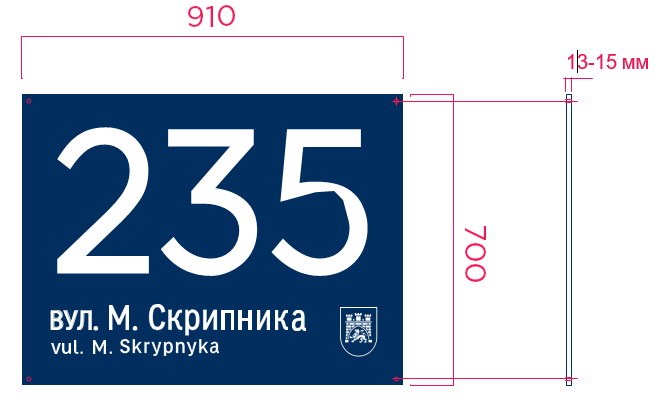 910
13-15 мм
235
700
вул. М. Скрипника
vul. M. Skrypnyka